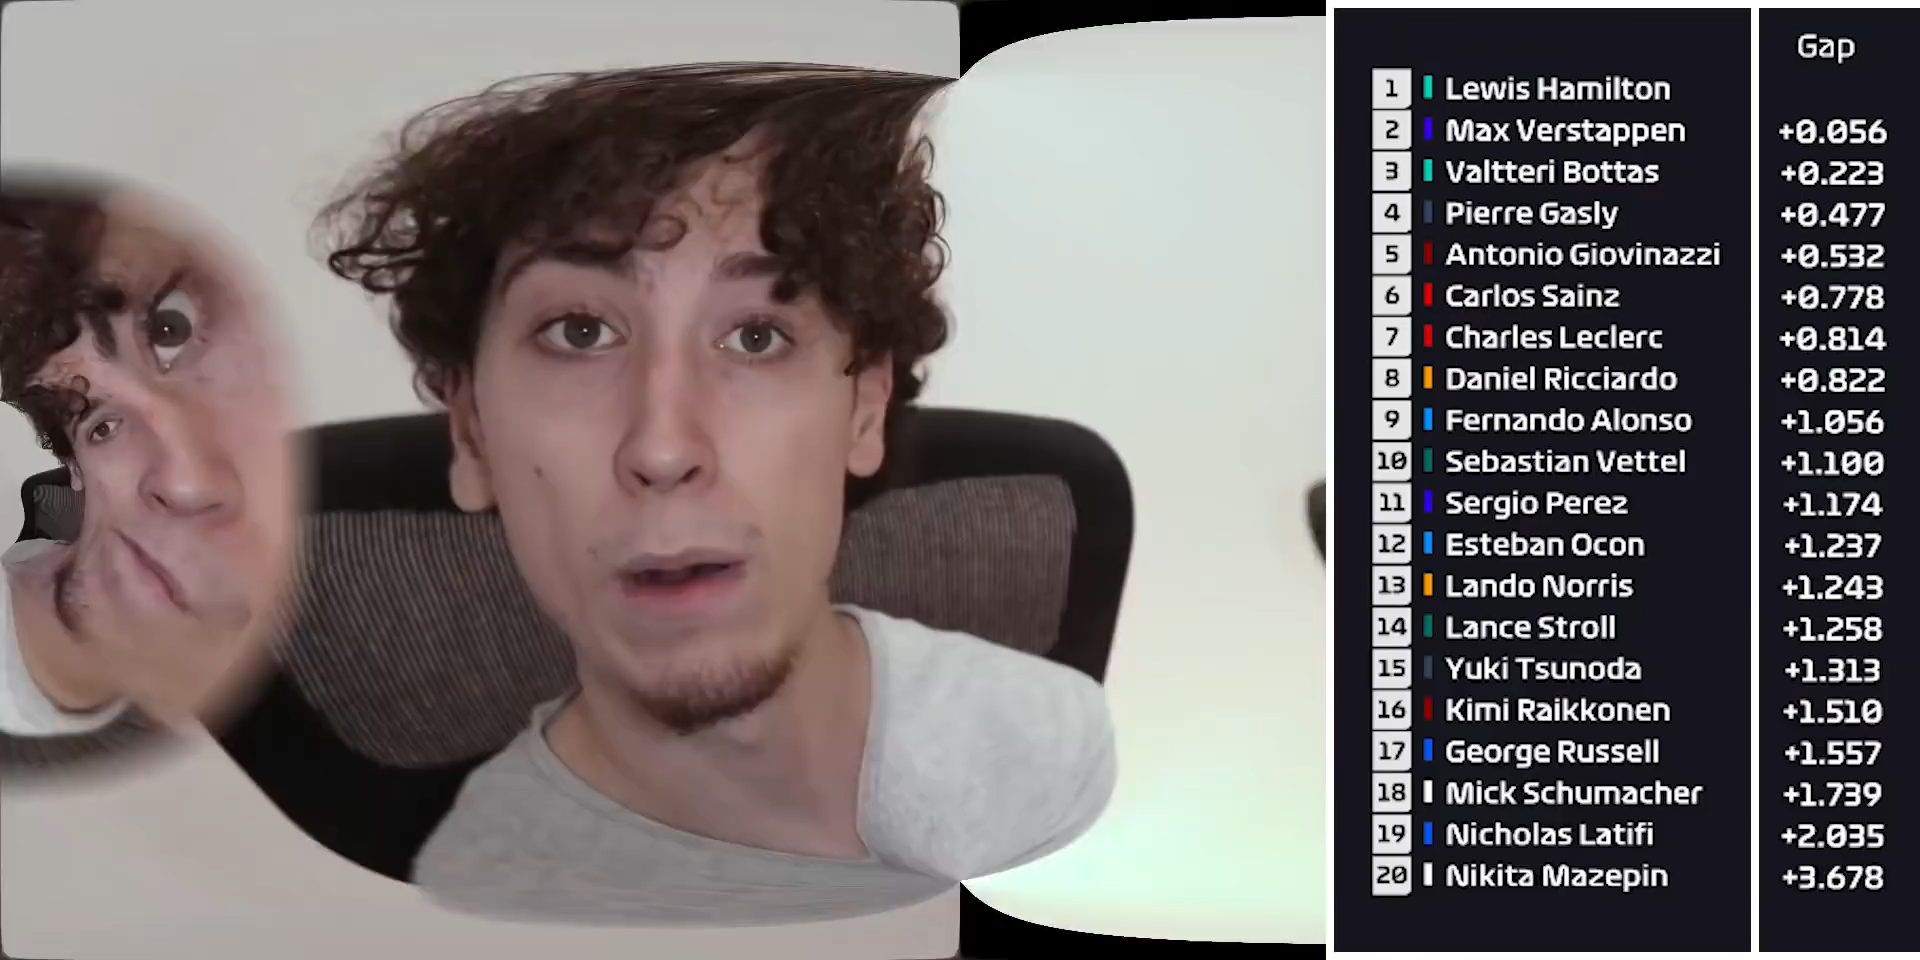 Gap
1 Lewis Hamilton
2 Max Verstappen +0.056
3 Valtteri Bottas +0.223
4 Pierre Gasly +0.477
5 Antonio Giovinazzi +0.532
6 Carlos Sainz +0.778
7 Charles Leclerc +0.814
8 Daniel Ricciardo +0.822
9 Fernando Alonso +1.056
10 Sebastian Vettel +1.100
11 Sergio Perez +1.174
12 Esteban Ocon +1.237
13 Lando Norris +1.243
14 Lance Stroll +1.258
15 Yuki Tsunoda +1.313
16 Kimi Raikkonen +1.510
17 George Russell +1.557
18 Mick Schumacher +1.739
19 Nicholas Latifi +2.035
20 Nikita Mazepin +3.678